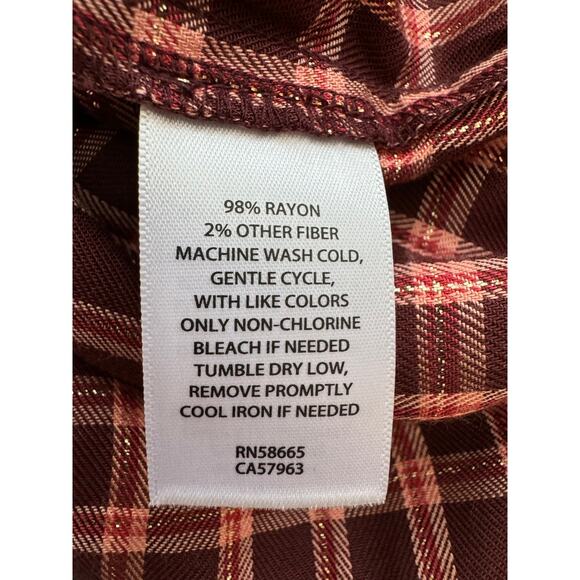 98% RAYON
2% OTHER FIBER
MACHINE WASH COLD,
GENTLE CYCLE,
WITH LIKE COLORS
ONLY NON-CHLORINE
BLEACH IF NEEDED
TUMBLE DRY LOW,
REMOVE PROMPTLY
COOL IRON IF NEEDED
RN58665
CA57963